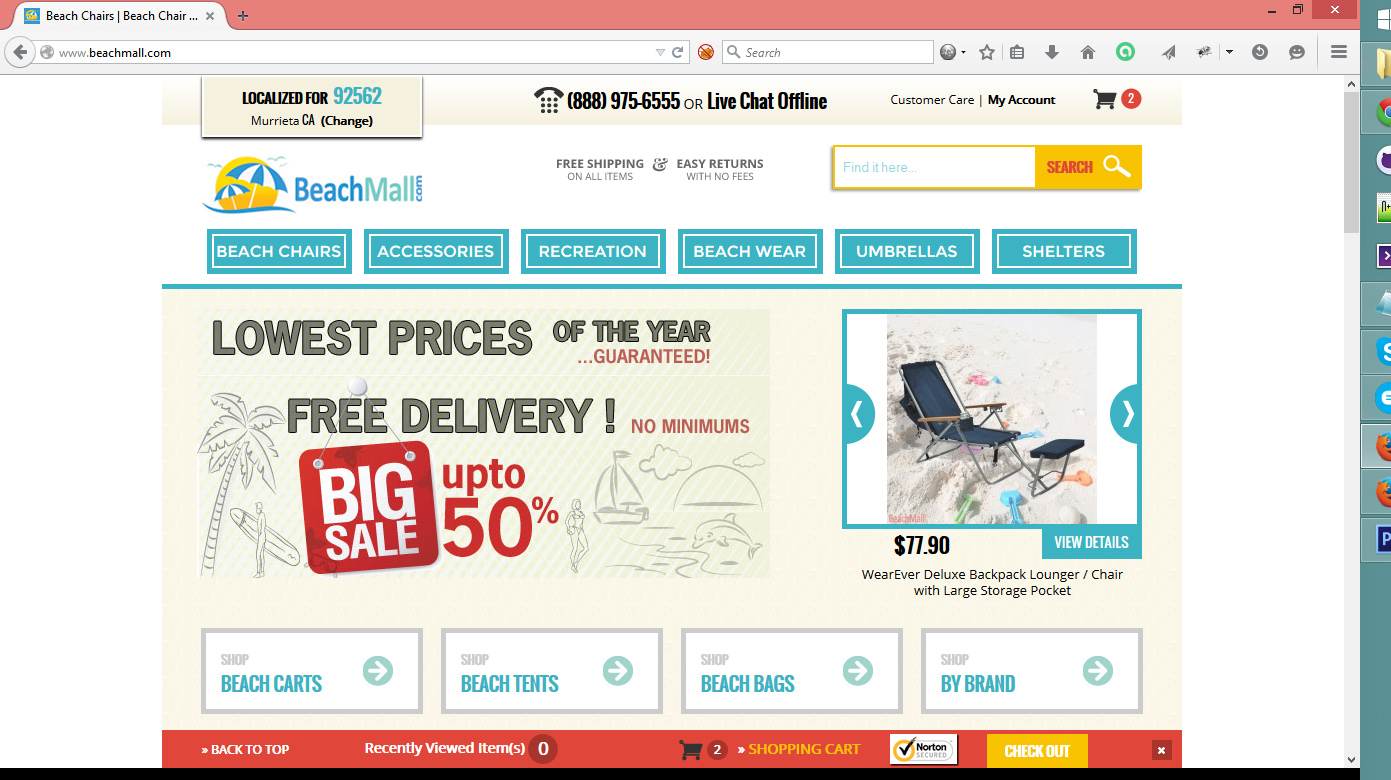 Beach Chairs | Beach Chair ...
www.beachmall.com
Search
LOCALIZED FOR 92562
Murrieta CA (Change)
(888) 975-6555 OR Live Chat Offline
Customer Care | My Account
2
BeachMall.com
FREE SHIPPING & EASY RETURNS
ON ALL ITEMS WITH NO FEES
Find it here...
SEARCH
BEACH CHAIRS
ACCESSORIES
RECREATION
BEACH WEAR
UMBRELLAS
SHELTERS
LOWEST PRICES OF THE YEAR
...GUARANTEED!
FREE DELIVERY ! NO MINIMUMS
BIG SALE
upto
50%
BeachMall
$77.90
VIEW DETAILS
WearEver Deluxe Backpack Lounger / Chair
with Large Storage Pocket
SHOP
BEACH CARTS
SHOP
BEACH TENTS
SHOP
BEACH BAGS
SHOP
BY BRAND
» BACK TO TOP
Recently Viewed Item(s) 0
2
» SHOPPING CART
Norton
SECURED
CHECK OUT